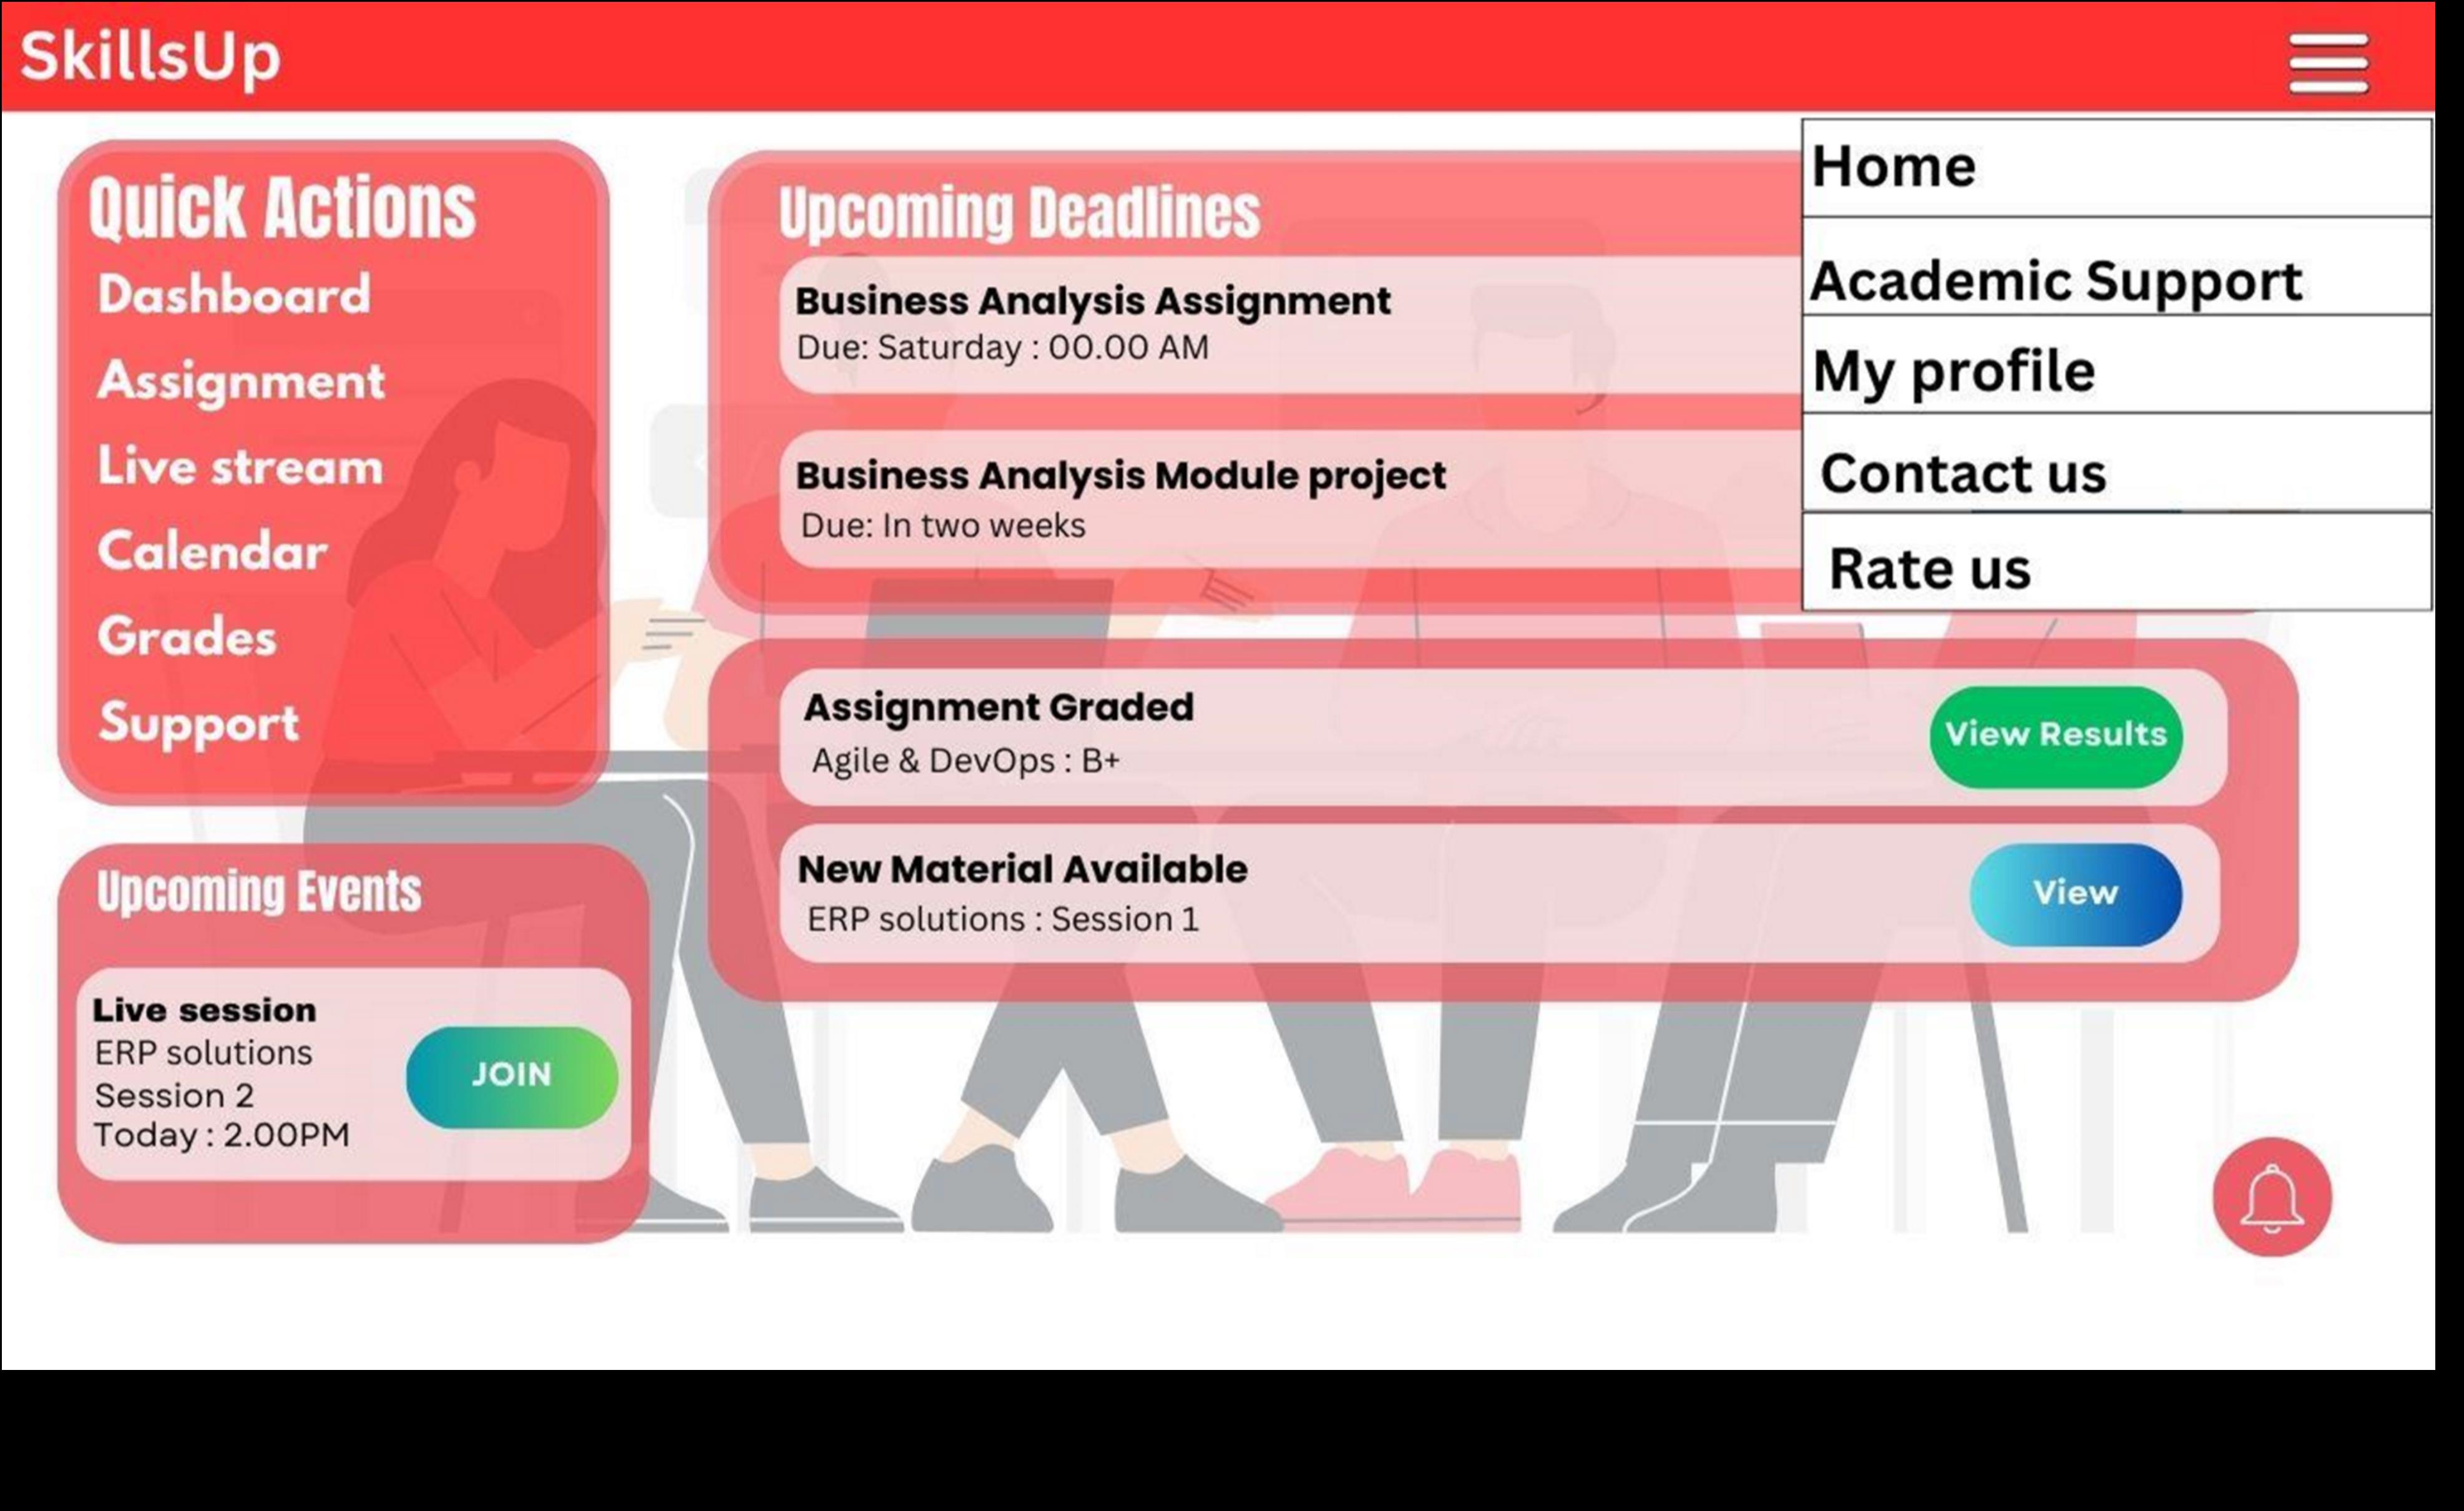 SkillsUp
Home
Academic Support
My profile
Contact us
Rate us
Quick Actions
Dashboard
Assignment
Live stream
Calendar
Grades
Support
Upcoming Deadlines
Business Analysis Assignment
Due: Saturday : 00.00 AM
Business Analysis Module project
Due: In two weeks
Assignment Graded
Agile & DevOps : B+
View Results
New Material Available
ERP solutions : Session 1
View
Upcoming Events
Live session
ERP solutions
Session 2
Today : 2.00PM
JOIN